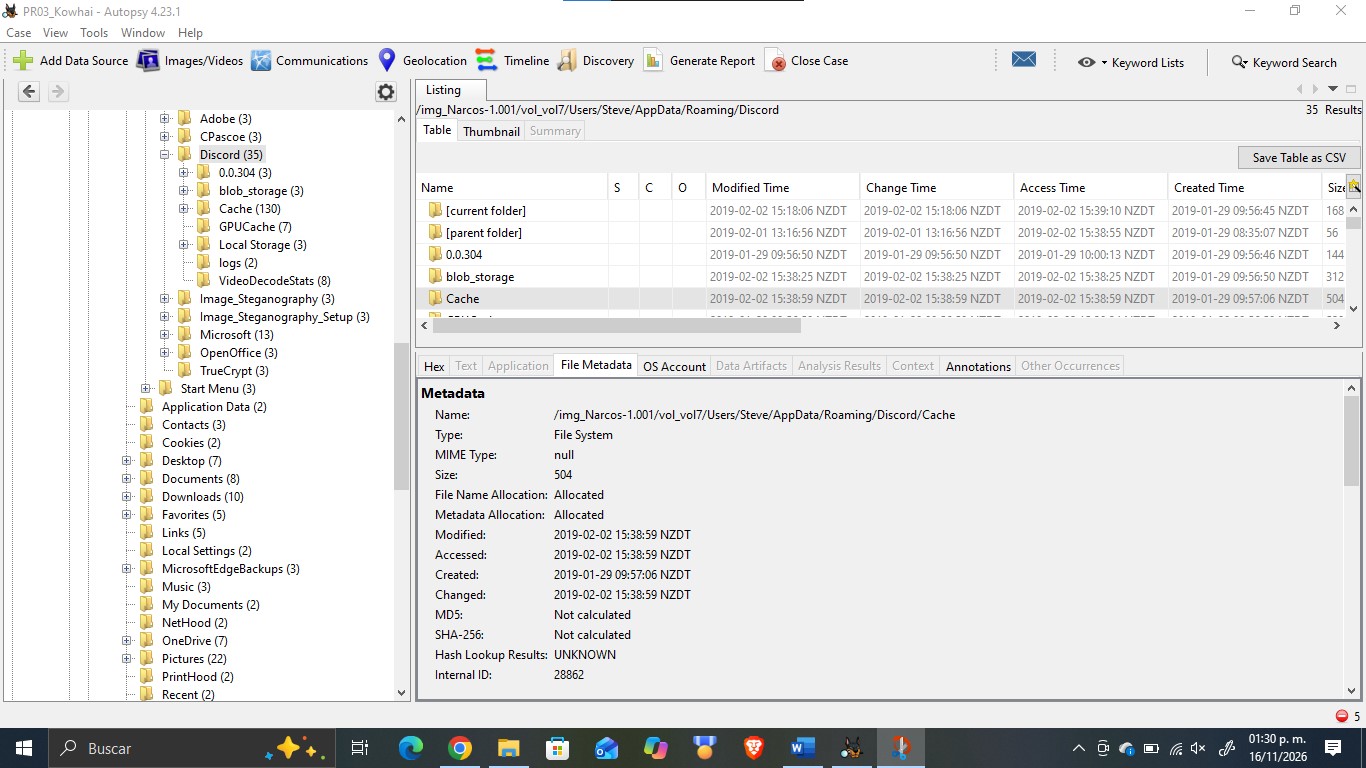 PR03_Kowhai - Autopsy 4.23.1
Case View Tools Window Help
Add Data Source Images/Videos Communications Geolocation Timeline Discovery Generate Report Close Case Keyword Lists Keyword Search
Adobe (3)
CPascoe (3)
Discord (35)
0.0.304 (3)
blob_storage (3)
Cache (130)
GPUCache (7)
Local Storage (3)
logs (2)
VideoDecodeStats (8)
Image_Steganography (3)
Image_Steganography_Setup (3)
Microsoft (13)
OpenOffice (3)
TrueCrypt (3)
Start Menu (3)
Application Data (2)
Contacts (3)
Cookies (2)
Desktop (7)
Documents (8)
Downloads (10)
Favorites (5)
Links (5)
Local Settings (2)
MicrosoftEdgeBackups (3)
Music (3)
My Documents (2)
NetHood (2)
OneDrive (7)
Pictures (22)
PrintHood (2)
Recent (2)
Listing
/img_Narcos-1.001/vol_vol7/Users/Steve/AppData/Roaming/Discord 35 Results
Table Thumbnail Summary
Save Table as CSV
Name S C O Modified Time Change Time Access Time Created Time Size
[current folder] 2019-02-02 15:18:06 NZDT 2019-02-02 15:18:06 NZDT 2019-02-02 15:39:10 NZDT 2019-01-29 09:56:45 NZDT 168
[parent folder] 2019-02-01 13:16:56 NZDT 2019-02-01 13:16:56 NZDT 2019-02-02 15:38:55 NZDT 2019-01-29 08:35:07 NZDT 56
0.0.304 2019-01-29 09:56:50 NZDT 2019-01-29 09:56:50 NZDT 2019-01-29 10:00:13 NZDT 2019-01-29 09:56:46 NZDT 144
blob_storage 2019-02-02 15:38:25 NZDT 2019-02-02 15:38:25 NZDT 2019-02-02 15:38:25 NZDT 2019-01-29 09:56:50 NZDT 312
Cache 2019-02-02 15:38:59 NZDT 2019-02-02 15:38:59 NZDT 2019-02-02 15:38:59 NZDT 2019-01-29 09:57:06 NZDT 504
Hex Text Application File Metadata OS Account Data Artifacts Analysis Results Context Annotations Other Occurrences
Metadata
Name: /img_Narcos-1.001/vol_vol7/Users/Steve/AppData/Roaming/Discord/Cache
Type: File System
MIME Type: null
Size: 504
File Name Allocation: Allocated
Metadata Allocation: Allocated
Modified: 2019-02-02 15:38:59 NZDT
Accessed: 2019-02-02 15:38:59 NZDT
Created: 2019-01-29 09:57:06 NZDT
Changed: 2019-02-02 15:38:59 NZDT
MD5: Not calculated
SHA-256: Not calculated
Hash Lookup Results: UNKNOWN
Internal ID: 28862
5
Buscar
01:30 p. m.
16/11/2026